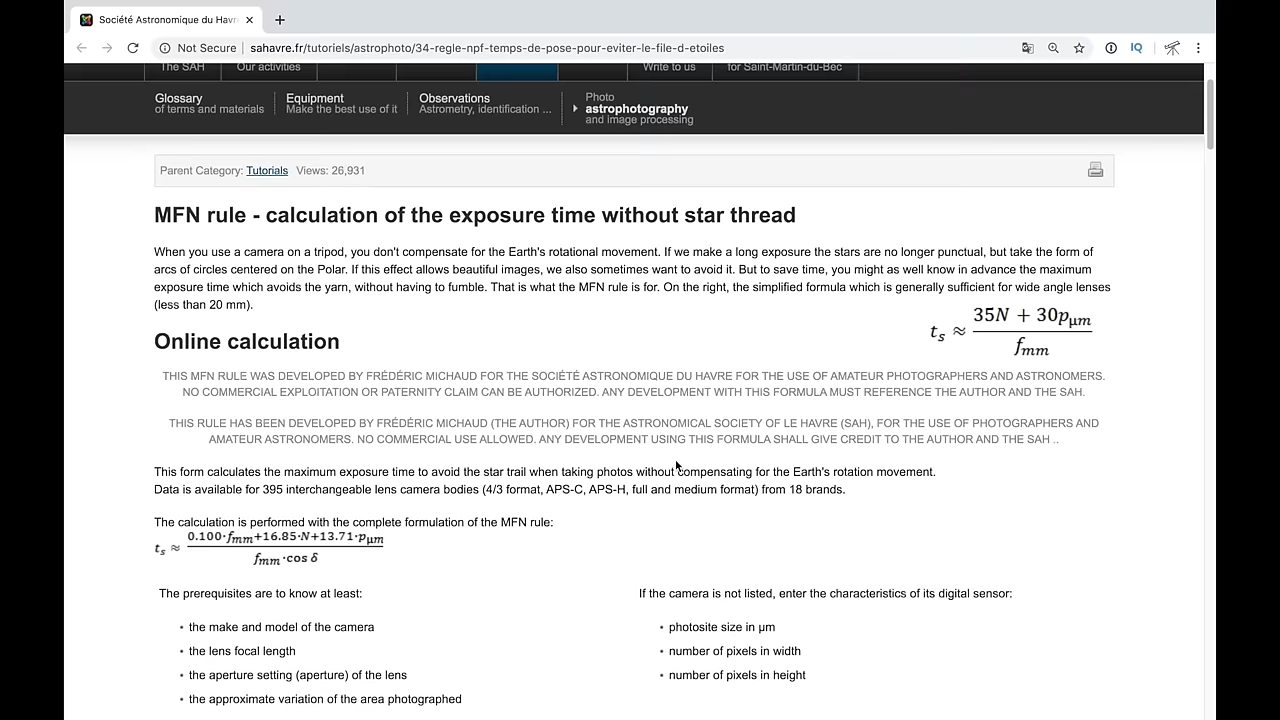 Société Astronomique du Havr
Not Secure
sahavre.fr/tutoriels/astrophoto/34-regle-npf-temps-de-pose-pour-eviter-le-file-d-etoiles
IQ
The SAH
Our activities
Write to us
for Saint-Martin-du-Bec
Glossary
of terms and materials
Equipment
Make the best use of it
Observations
Astrometry, identification ...
Photo
astrophotography
and image processing
Parent Category: Tutorials Views: 26,931
MFN rule - calculation of the exposure time without star thread
When you use a camera on a tripod, you don't compensate for the Earth's rotational movement. If we make a long exposure the stars are no longer punctual, but take the form of
arcs of circles centered on the Polar. If this effect allows beautiful images, we also sometimes want to avoid it. But to save time, you might as well know in advance the maximum
exposure time which avoids the yarn, without having to fumble. That is what the MFN rule is for. On the right, the simplified formula which is generally sufficient for wide angle lenses
(less than 20 mm).
t_s ≈ (35N + 30p_μm) / f_mm
Online calculation
THIS MFN RULE WAS DEVELOPED BY FRÉDÉRIC MICHAUD FOR THE SOCIÉTÉ ASTRONOMIQUE DU HAVRE FOR THE USE OF AMATEUR PHOTOGRAPHERS AND ASTRONOMERS.
NO COMMERCIAL EXPLOITATION OR PATERNITY CLAIM CAN BE AUTHORIZED. ANY DEVELOPMENT WITH THIS FORMULA MUST REFERENCE THE AUTHOR AND THE SAH.
THIS RULE HAS BEEN DEVELOPED BY FRÉDÉRIC MICHAUD (THE AUTHOR) FOR THE ASTRONOMICAL SOCIETY OF LE HAVRE (SAH), FOR THE USE OF PHOTOGRAPHERS AND
AMATEUR ASTRONOMERS. NO COMMERCIAL USE ALLOWED. ANY DEVELOPMENT USING THIS FORMULA SHALL GIVE CREDIT TO THE AUTHOR AND THE SAH ..
This form calculates the maximum exposure time to avoid the star trail when taking photos without compensating for the Earth's rotation movement.
Data is available for 395 interchangeable lens camera bodies (4/3 format, APS-C, APS-H, full and medium format) from 18 brands.
The calculation is performed with the complete formulation of the MFN rule:
t_s ≈ (0.100·f_mm+16.85·N+13.71·p_μm) / (f_mm·cos δ)
The prerequisites are to know at least:
• the make and model of the camera
• the lens focal length
• the aperture setting (aperture) of the lens
• the approximate variation of the area photographed
If the camera is not listed, enter the characteristics of its digital sensor:
• photosite size in μm
• number of pixels in width
• number of pixels in height